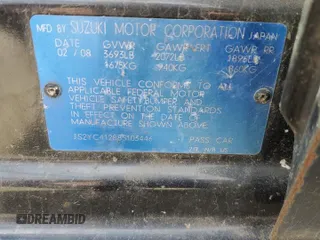 MFD BY SUZUKI MOTOR CORPORATION JAPAN
DATE GVWR GAWR FRT GAWR RR
02 / 08 3693LB 2072LB
1675KG 940KG 860KG
THIS VEHICLE CONFORMS TO ALL
APPLICABLE FEDERAL MOTOR
VEHICLE SAFETY, BUMPER AND
THEFT PREVENTION STANDARDS
IN EFFECT ON THE DATE OF
MANUFACTURE SHOWN ABOVE.
PASS CAR
DREAMBID